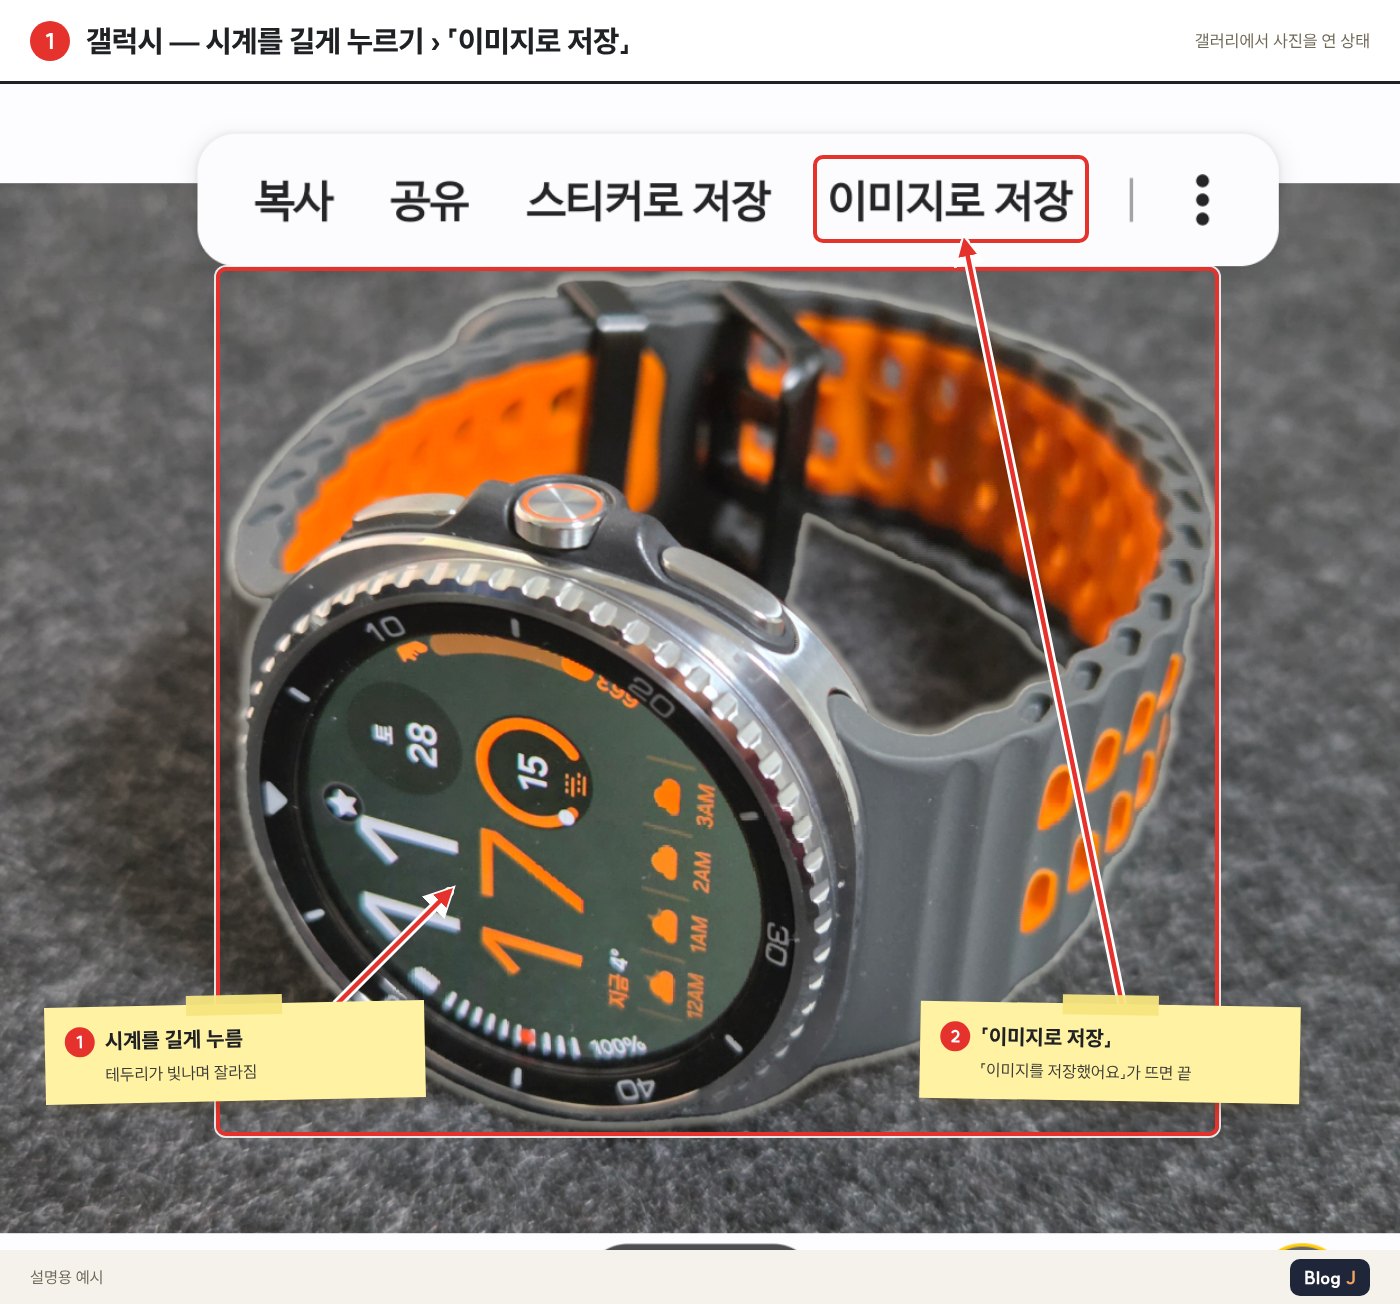 1 갤럭시 — 시계를 길게 누르기 › 「이미지로 저장」
갤러리에서 사진을 연 상태
복사 공유 스티커로 저장 이미지로 저장
10
20
663
토
28
15
11
17
3AM
2AM
1AM
12AM
지금 4°
30
100%
40
1 시계를 길게 누름
테두리가 빛나며 잘라짐
2 「이미지로 저장」
「이미지를 저장했어요」가 뜨면 끝
설명용 예시
Blog J